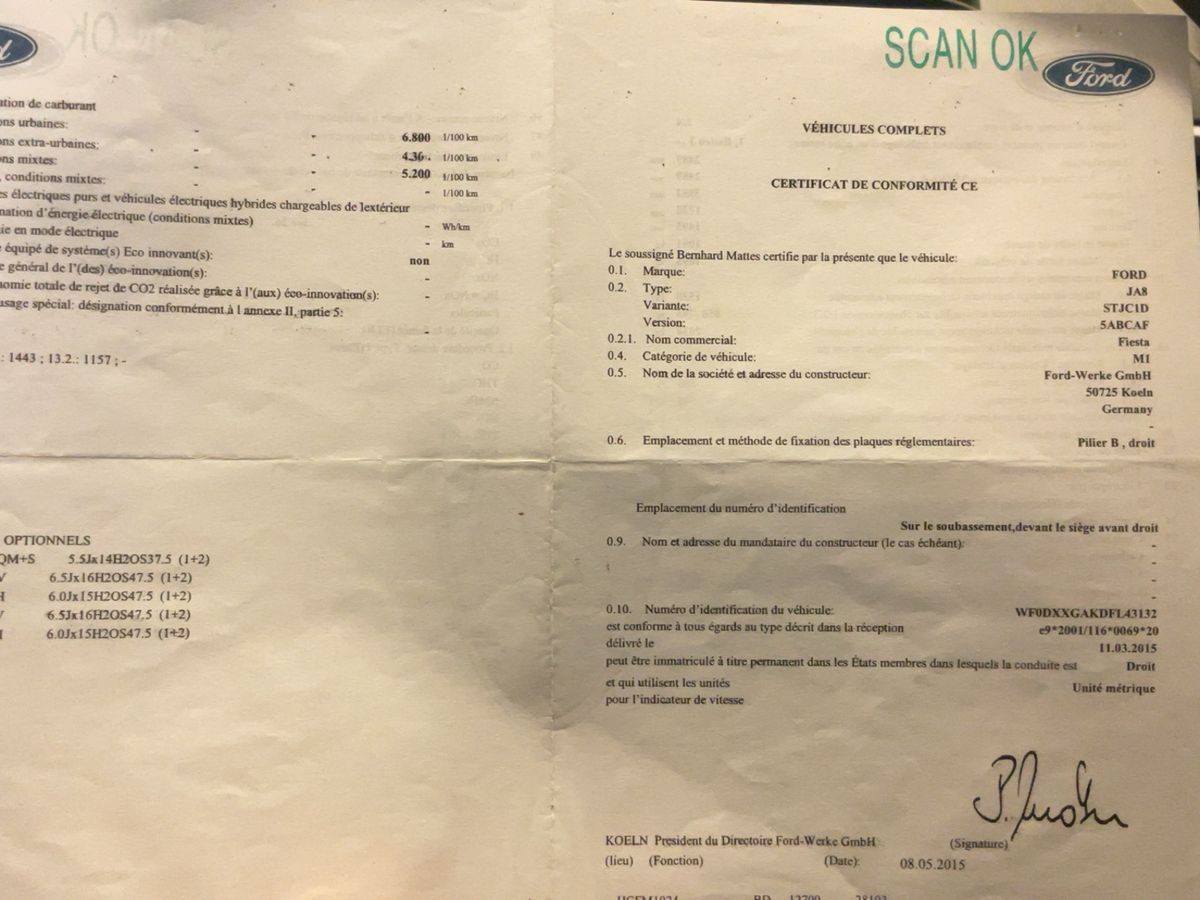 SCAN OK
Ford
ation de carburant
ons urbaines: - - 6.800 l/100 km
ons extra-urbaines: - - 4.36 l/100 km
ons mixtes: - - 5.200 l/100 km
, conditions mixtes: - - - l/100 km
es électriques purs et véhicules électriques hybrides chargeables de lextérieur
nation d'énergie électrique (conditions mixtes) - Wh/km
ie en mode électrique - km
e équipé de système(s) Eco innovant(s): non
e général de l'(des) éco-innovation(s): -
nomie totale de rejet de CO2 réalisée grâce à l'(aux) éco-innovation(s): -
usage spécial: désignation conformément à l annexe II, partie 5:
-
: 1443 ; 13.2.: 1157 ; -
OPTIONNELS
QM+S 5.5Jx14H2OS37.5 (1+2)
V 6.5Jx16H2OS47.5 (1+2)
H 6.0Jx15H2OS47.5 (1+2)
V 6.5Jx16H2OS47.5 (1+2)
H 6.0Jx15H2OS47.5 (1+2)
VÉHICULES COMPLETS
CERTIFICAT DE CONFORMITÉ CE
Le soussigné Bernhard Mattes certifie par la présente que le véhicule:
0.1. Marque: FORD
0.2. Type: JA8
Variante: STJC1D
Version: 5ABCAF
0.2.1. Nom commercial: Fiesta
0.4. Catégorie de véhicule: M1
0.5. Nom de la société et adresse du constructeur: Ford-Werke GmbH
50725 Koeln
Germany
-
0.6. Emplacement et méthode de fixation des plaques réglementaires: Pilier B , droit
Emplacement du numéro d'identification
Sur le soubassement,devant le siège avant droit
0.9. Nom et adresse du mandataire du constructeur (le cas échéant): -
-
-
-
0.10. Numéro d'identification du véhicule: WF0DXXGAKDFL43132
est conforme à tous égards au type décrit dans la réception e9*2001/116*0069*20
délivré le 11.03.2015
peut être immatriculé à titre permanent dans les États membres dans lesquels la conduite est Droit
et qui utilisent les unités Unité métrique
pour l'indicateur de vitesse
KOELN President du Directoire Ford-Werke GmbH (Signature)
(lieu) (Fonction) (Date): 08.05.2015